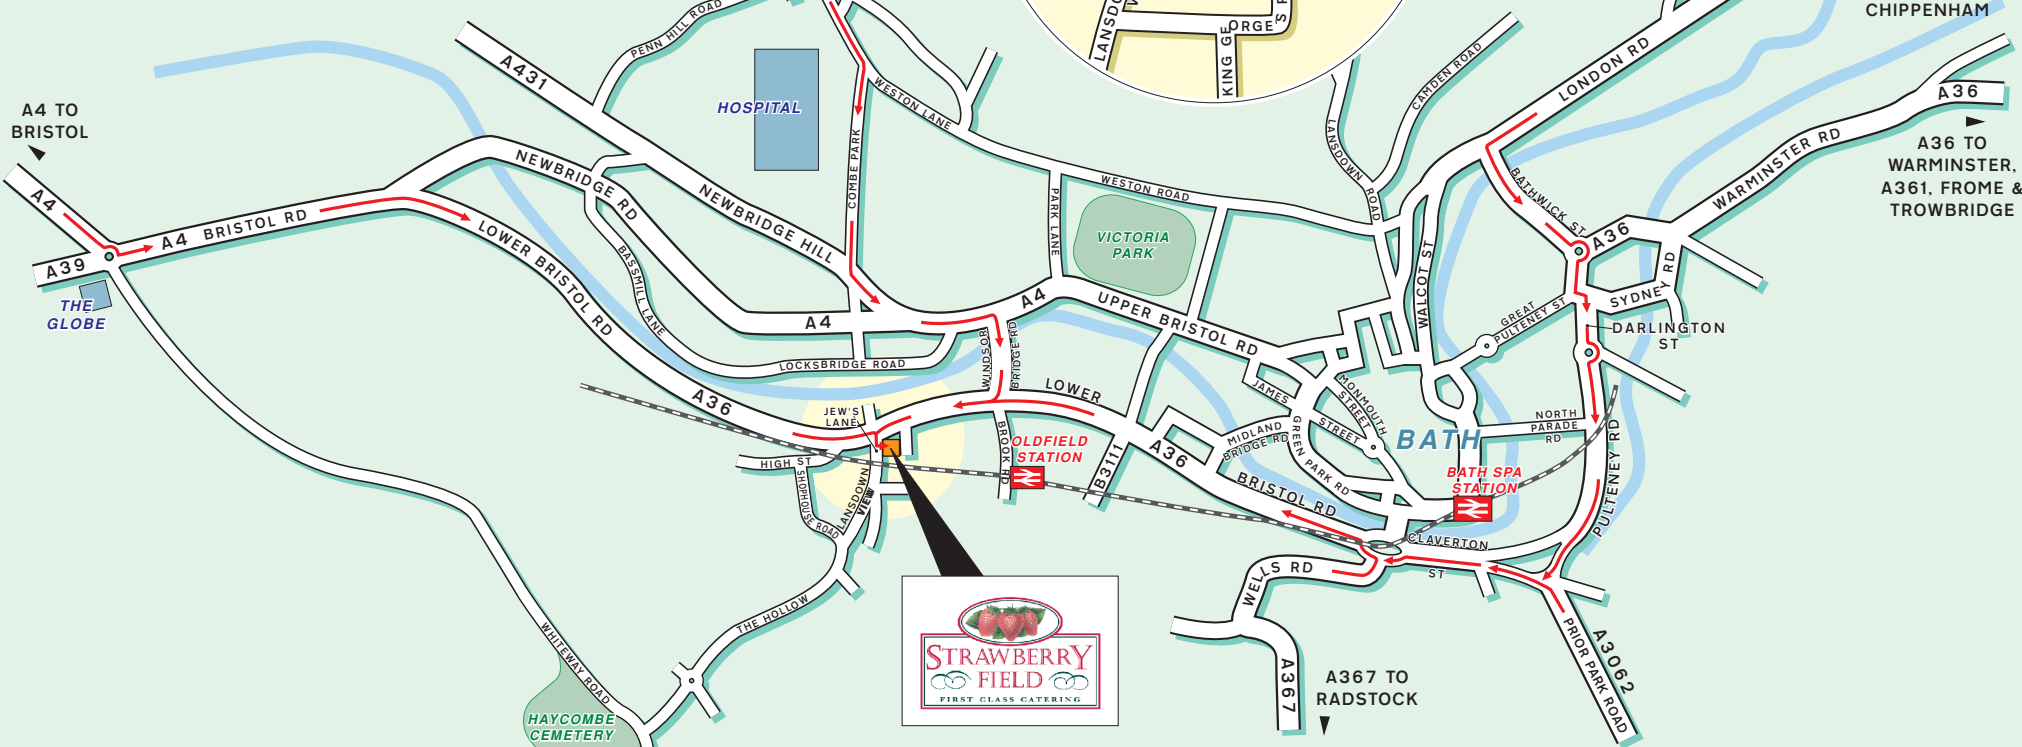 CHIPPENHAM
A4 TO
BRISTOL
A36 TO
WARMINSTER,
A361, FROME &
TROWBRIDGE
A4
A39
A4 BRISTOL RD
THE
GLOBE
A431
PENN HILL ROAD
HOSPITAL
NEWBRIDGE RD
NEWBRIDGE HILL
COMBE PARK
WESTON LANE
WESTON ROAD
PARK LANE
VICTORIA
PARK
LANSDO
KING GE
ORGE'S R
LANSDOWN ROAD
CAMDEN ROAD
LONDON RD
BATHWICK ST
A36
WARMINSTER RD
A36
SYDNEY RD
GREAT
PULTENEY ST
DARLINGTON
ST
WALCOT ST
LOWER BRISTOL RD
BASSMILL LANE
A4
LOCKSBRIDGE ROAD
A4
UPPER BRISTOL RD
WINDSOR
BRIDGE RD
A36
JEW'S
LANE
LOWER
BROOK RD
OLDFIELD
STATION
B3111
A36
MIDLAND
BRIDGE RD
JAMES
STREET
MONMOUTH
STREET
GREEN PARK RD
BATH
BATH SPA
STATION
NORTH
PARADE
RD
PULTENEY RD
BRISTOL RD
CLAVERTON
ST
HIGH ST
SHOPHOUSE ROAD
LANSDOWN
VIEW
THE HOLLOW
WHITEWAY ROAD
HAYCOMBE
CEMETERY
STRAWBERRY
FIELD
FIRST CLASS CATERING
WELLS RD
A367
A367 TO
RADSTOCK
A3062
PRIOR PARK ROAD